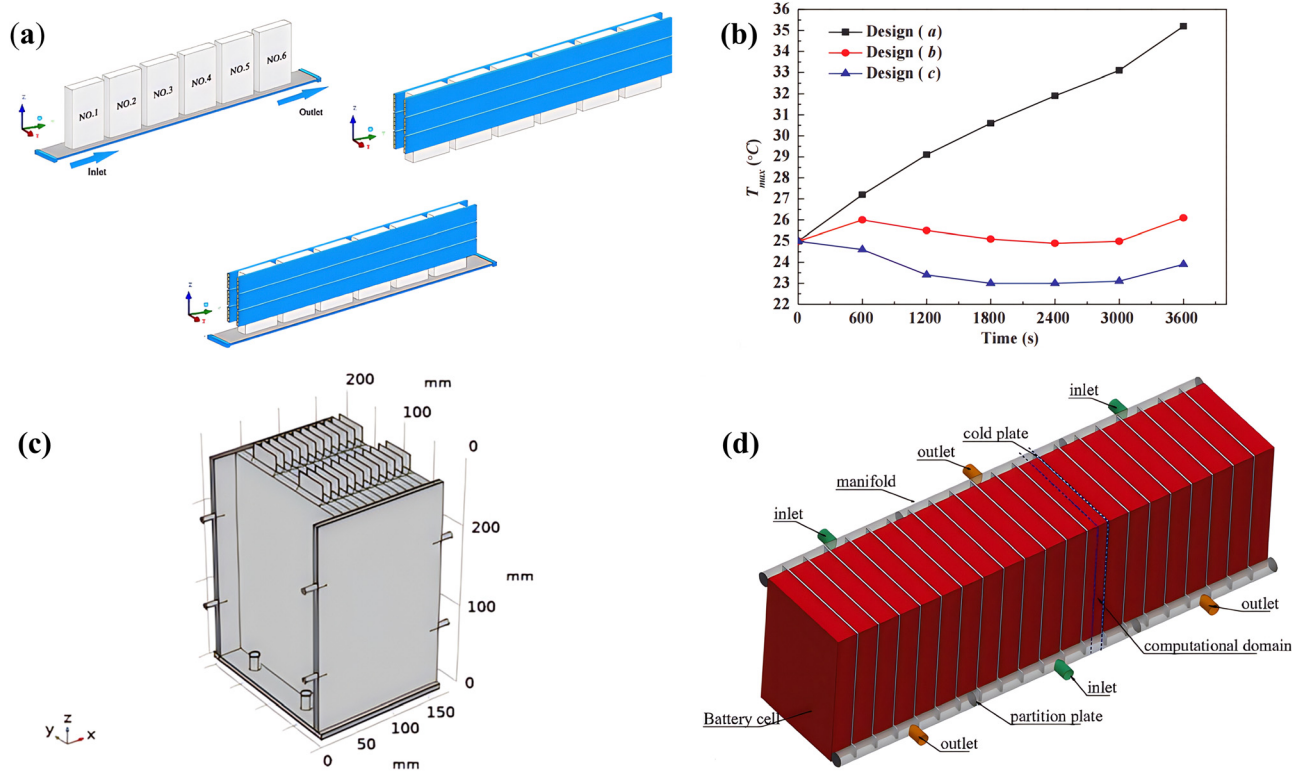 (a)
NO.1
NO.2
NO.3
NO.4
NO.5
NO.6
Outlet
Inlet
z
z
z
(b)
Design (a)
Design (b)
Design (c)
T max (°C)
36
35
34
33
32
31
30
29
28
27
26
25
24
23
22
0 600 1200 1800 2400 3000 3600
Time (s)
(c)
200
mm
100
0
200
mm
100
0
150
100
50
0
mm
z
y
x
(d)
inlet
cold plate
outlet
manifold
inlet
outlet
computational domain
inlet
partition plate
Battery cell
outlet